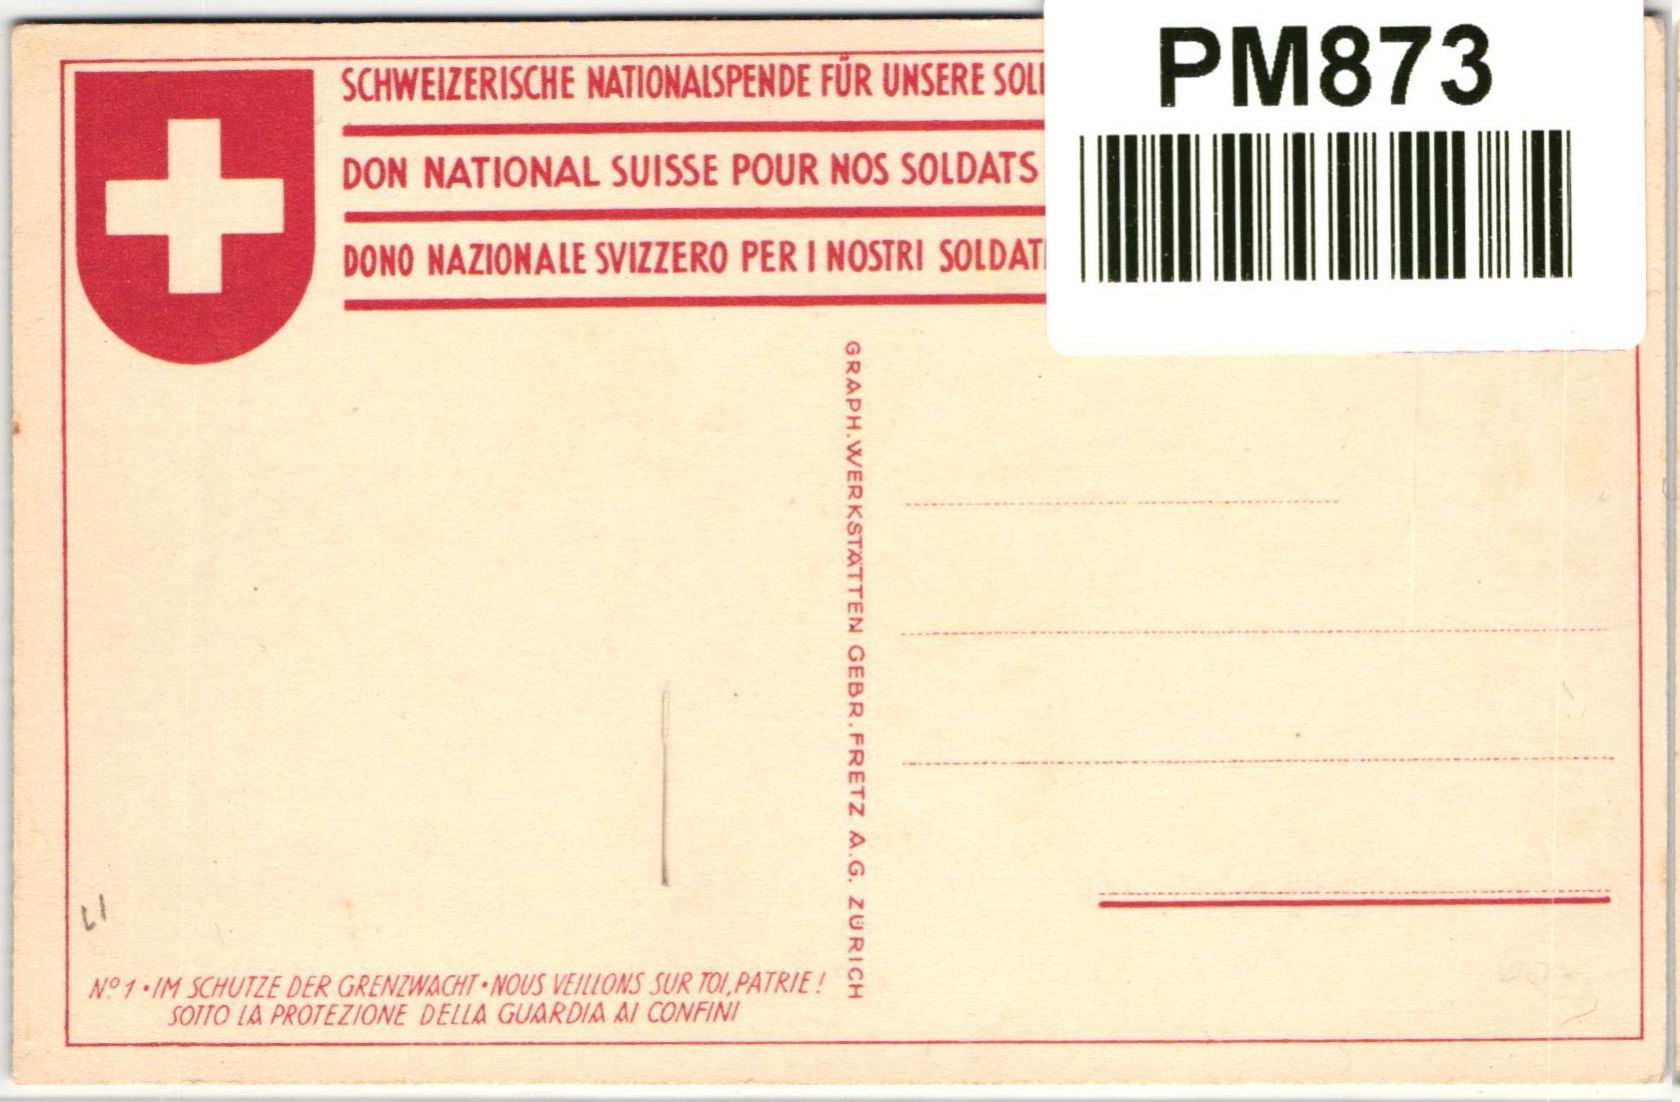 SCHWEIZERISCHE NATIONALSPENDE FÜR UNSERE
DON NATIONAL SUISSE POUR NOS SOLDATS
DONO NAZIONALE SVIZZERO PER I NOSTRI SOLDATI
PM873
GRAPH. WERKSTÄTTEN GEBR. FRETZ A.G. ZÜRICH
Nº 1 • IM SCHUTZE DER GRENZWACHT • NOUS VEILLONS SUR TOI, PATRIE !
SOTTO LA PROTEZIONE DELLA GUARDIA AI CONFINI